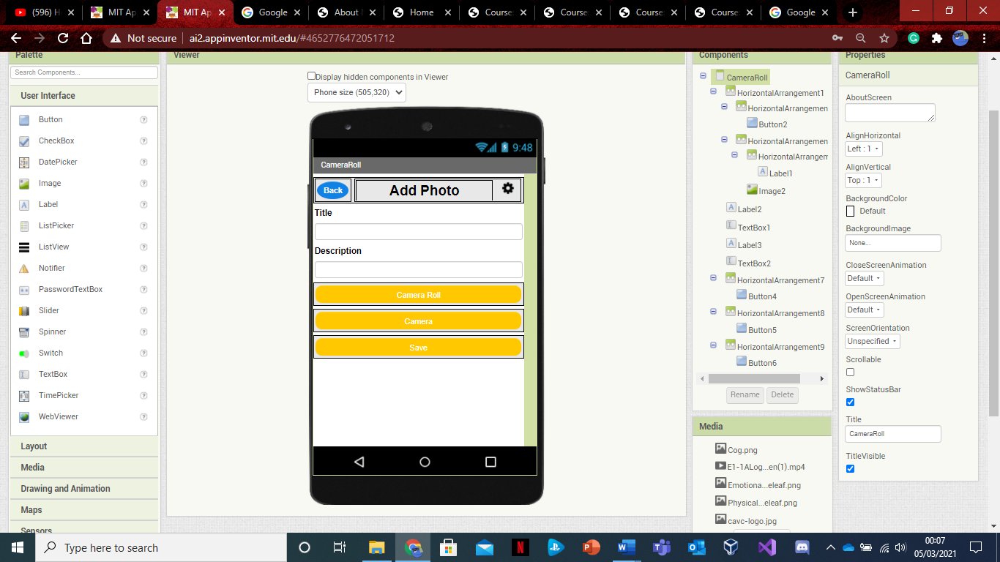 (596) H
MIT Ap
MIT Ap
Google
About
Home
Course
Course
Course
Course
Google
Not secure
ai2.appinventor.mit.edu/#4652776472051712
Palette
Search Components...
User Interface
Button
CheckBox
DatePicker
Image
Label
ListPicker
ListView
Notifier
PasswordTextBox
Slider
Spinner
Switch
TextBox
TimePicker
WebViewer
Layout
Media
Drawing and Animation
Maps
Sensors
Viewer
Display hidden components in Viewer
Phone size (505,320)
9:48
CameraRoll
Back
Add Photo
Title
Description
Camera Roll
Camera
Save
Components
CameraRoll
HorizontalArrangement1
HorizontalArrangemen
Button2
HorizontalArrangemen
HorizontalArrangem
Label1
Image2
Label2
TextBox1
Label3
TextBox2
HorizontalArrangement7
Button4
HorizontalArrangement8
Button5
HorizontalArrangement9
Button6
Rename
Delete
Media
Cog.png
E1-1ALog...en(1).mp4
Emotiona...eleaf.png
Physical...eleaf.png
cavc-logo.jpg
Properties
CameraRoll
AboutScreen
AlignHorizontal
Left : 1
AlignVertical
Top : 1
BackgroundColor
Default
BackgroundImage
None...
CloseScreenAnimation
Default
OpenScreenAnimation
Default
ScreenOrientation
Unspecified
Scrollable
ShowStatusBar
Title
CameraRoll
TitleVisible
Type here to search
00:07
05/03/2021